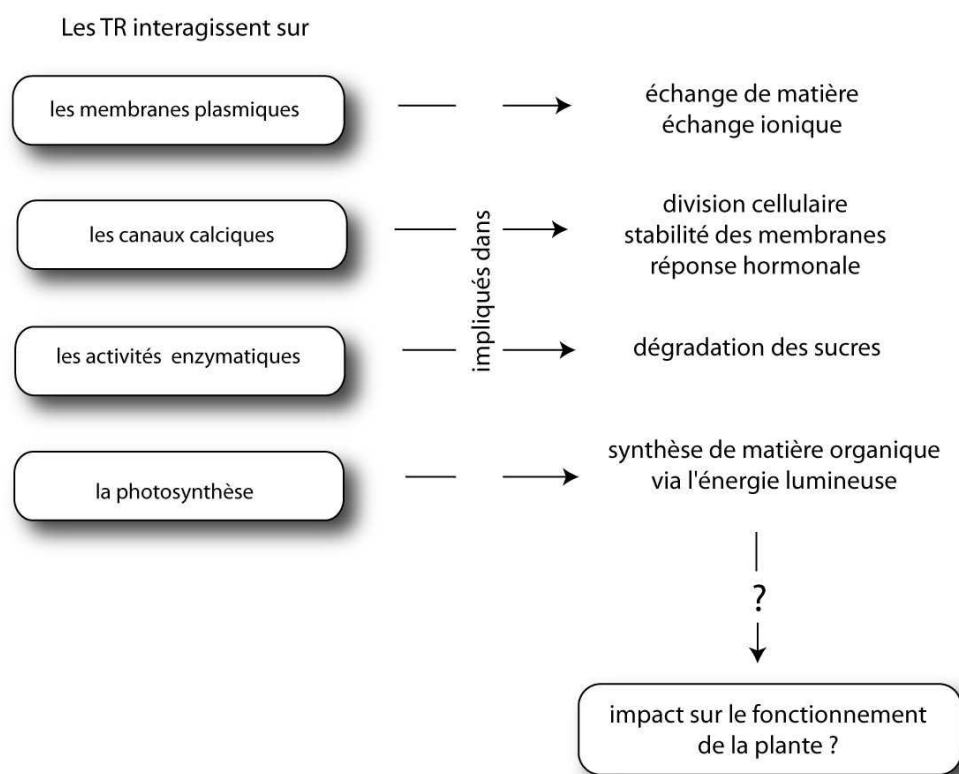 Les TR interagissent sur
les membranes plasmiques
échange de matière
échange ionique
les canaux calciques
division cellulaire
stabilité des membranes
réponse hormonale
impliqués dans
les activités enzymatiques
dégradation des sucres
la photosynthèse
synthèse de matière organique
via l'énergie lumineuse
?
impact sur le fonctionnement
de la plante ?